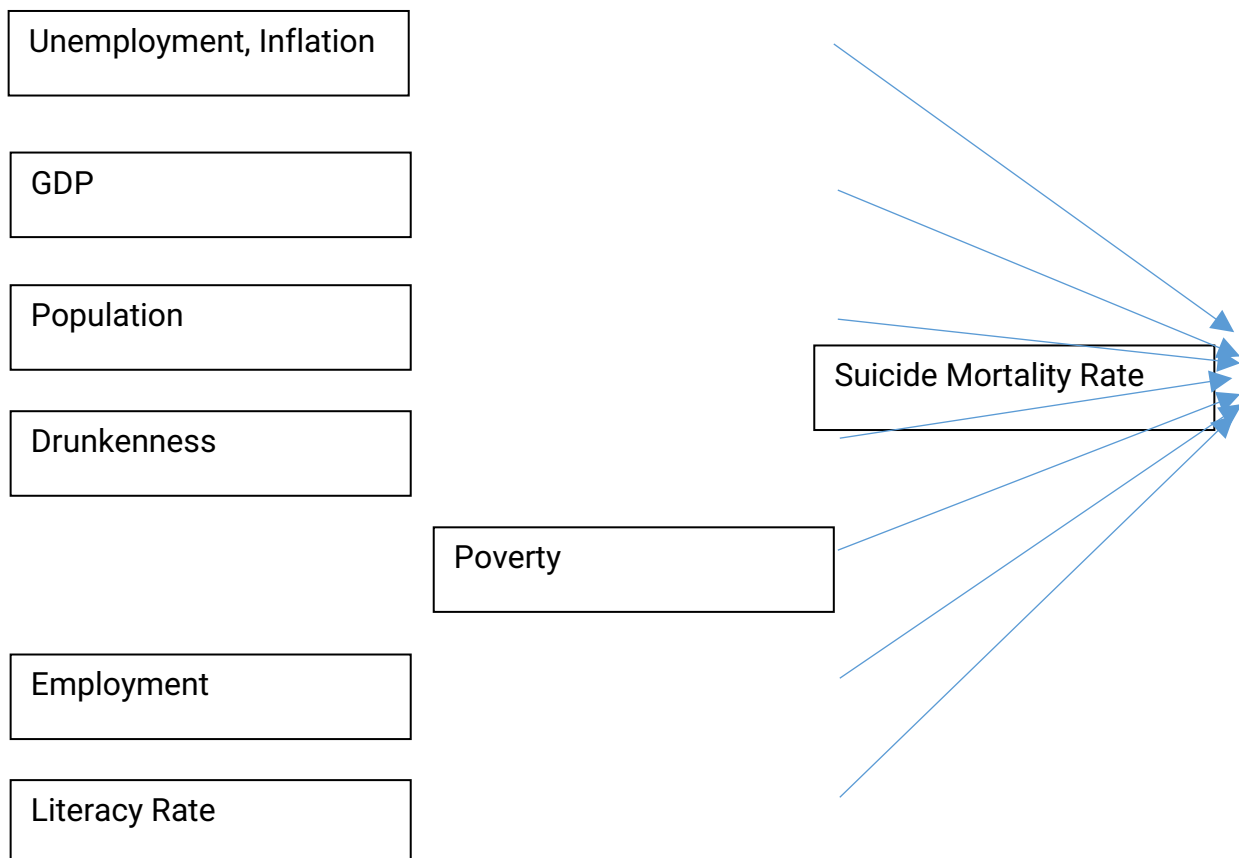 Unemployment, Inflation
GDP
Population
Suicide Mortality Rate
Drunkenness
Poverty
Employment
Literacy Rate